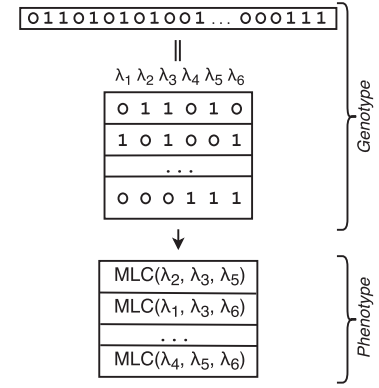 011010101001...000111
||
λ1 λ2 λ3 λ4 λ5 λ6
0 1 1 0 1 0
1 0 1 0 0 1
...
0 0 0 1 1 1
Genotype
MLC(λ2, λ3, λ5)
MLC(λ1, λ3, λ6)
...
MLC(λ4, λ5, λ6)
Phenotype